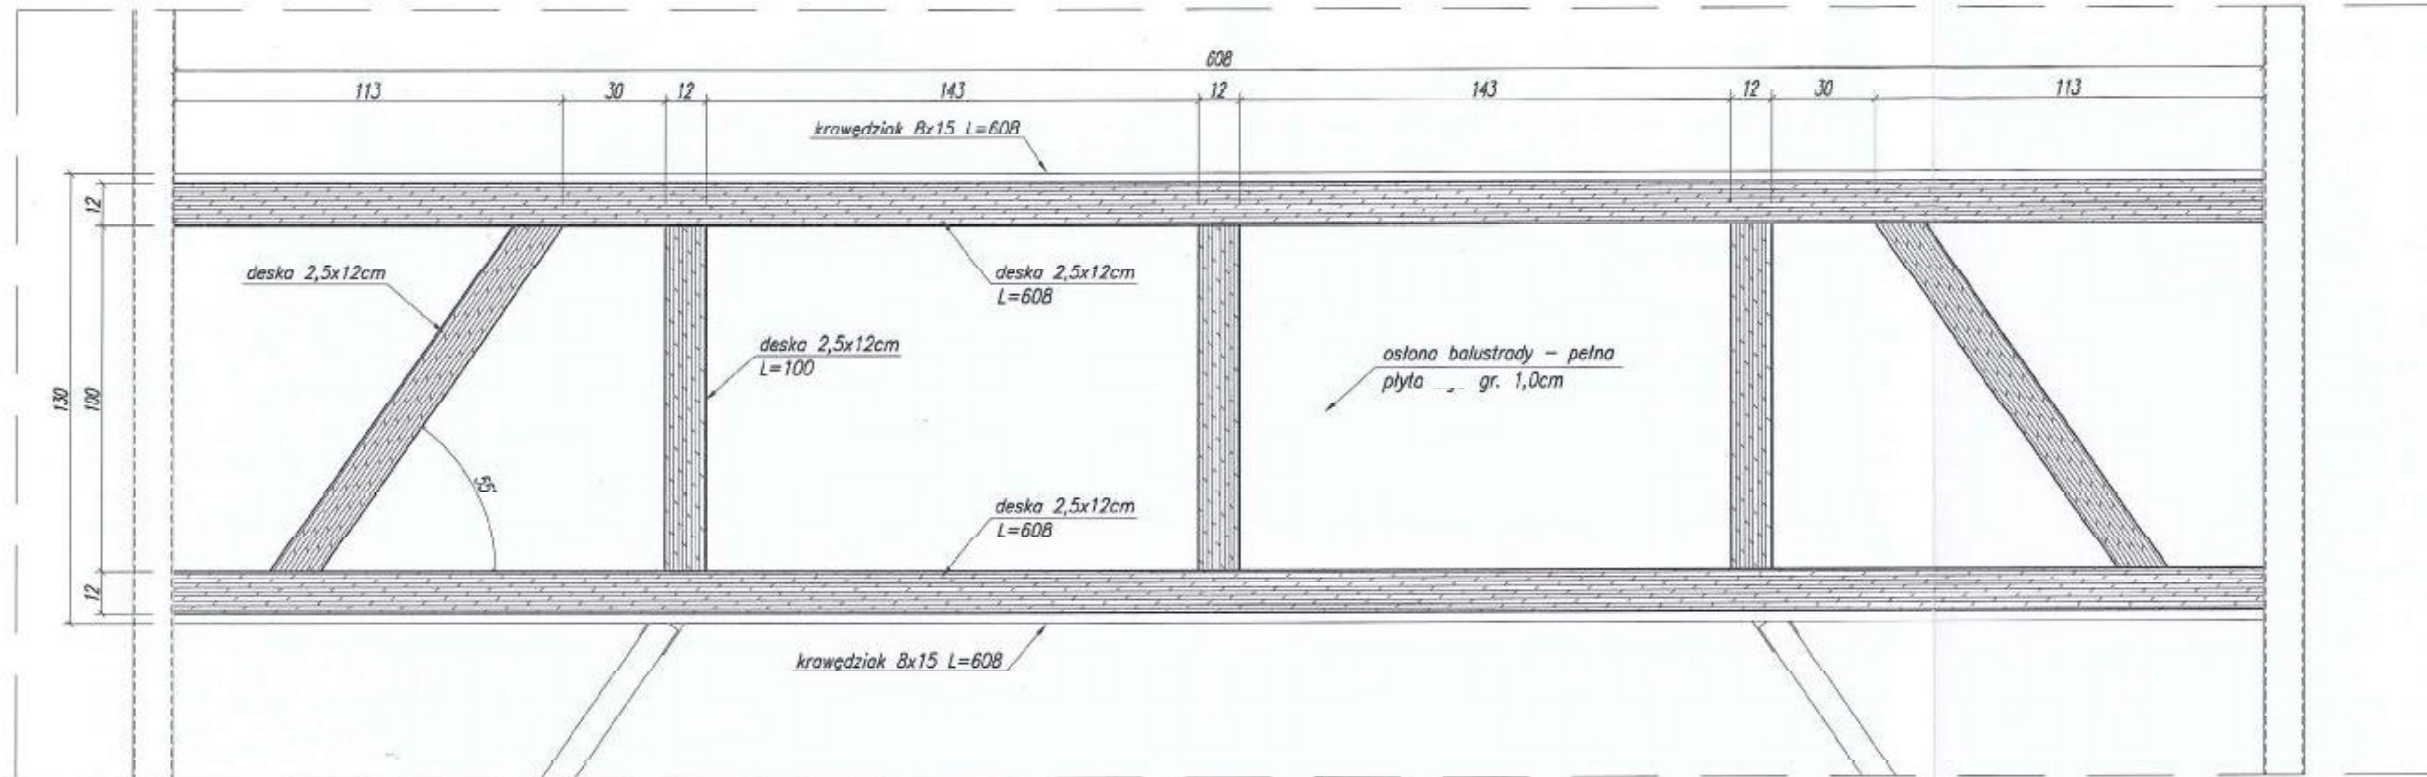 608
113 30 12 143 12 143 12 30 113
krawędziak 8x15 L=608
12
deska 2,5x12cm
deska 2,5x12cm
L=608
deska 2,5x12cm
L=100
osłona balustrady – pełna
płyta gr. 1,0cm
130
100
55
deska 2,5x12cm
L=608
12
krawędziak 8x15 L=608